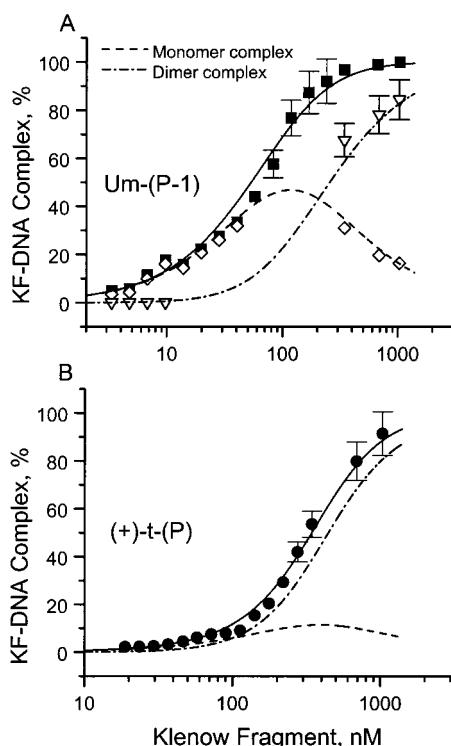 A
Monomer complex
Dimer complex
KF-DNA Complex, %
100
80
60
40
20
0
Um-(P-1)
10
100
1000
B
KF-DNA Complex, %
100
80
60
40
20
0
(+)-t-(P)
10
100
1000
Klenow Fragment, nM